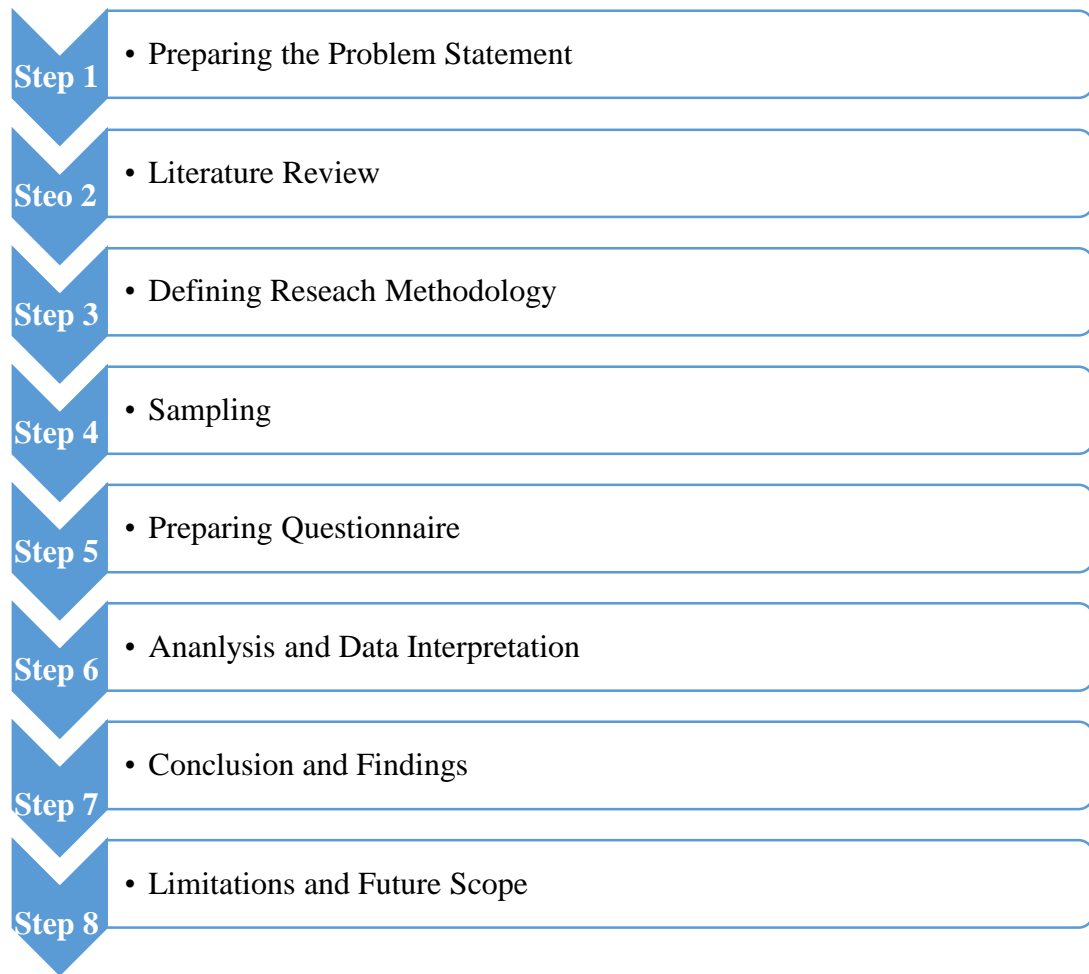 Step 1
• Preparing the Problem Statement
Steo 2
• Literature Review
Step 3
• Defining Reseach Methodology
Step 4
• Sampling
Step 5
• Preparing Questionnaire
Step 6
• Ananlysis and Data Interpretation
Step 7
• Conclusion and Findings
Step 8
• Limitations and Future Scope